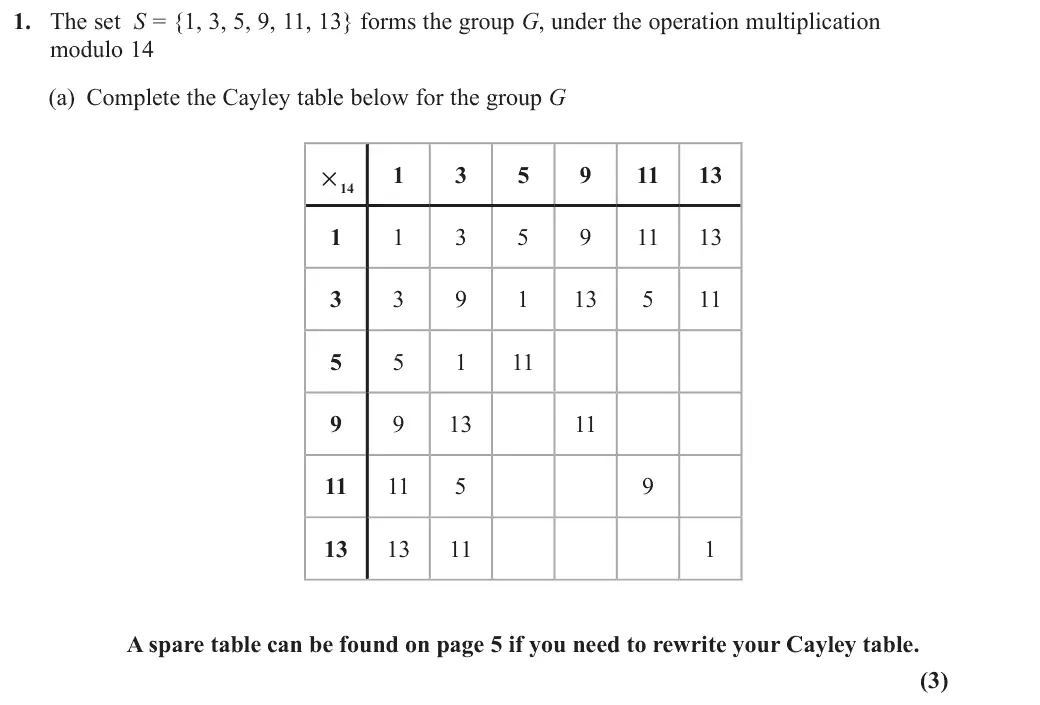 1. The set S = {1, 3, 5, 9, 11, 13} forms the group G, under the operation multiplication
modulo 14
(a) Complete the Cayley table below for the group G
×₁₄ 1 3 5 9 11 13
1 1 3 5 9 11 13
3 3 9 1 13 5 11
5 5 1 11
9 9 13 11
11 11 5 9
13 13 11 1
A spare table can be found on page 5 if you need to rewrite your Cayley table.
(3)